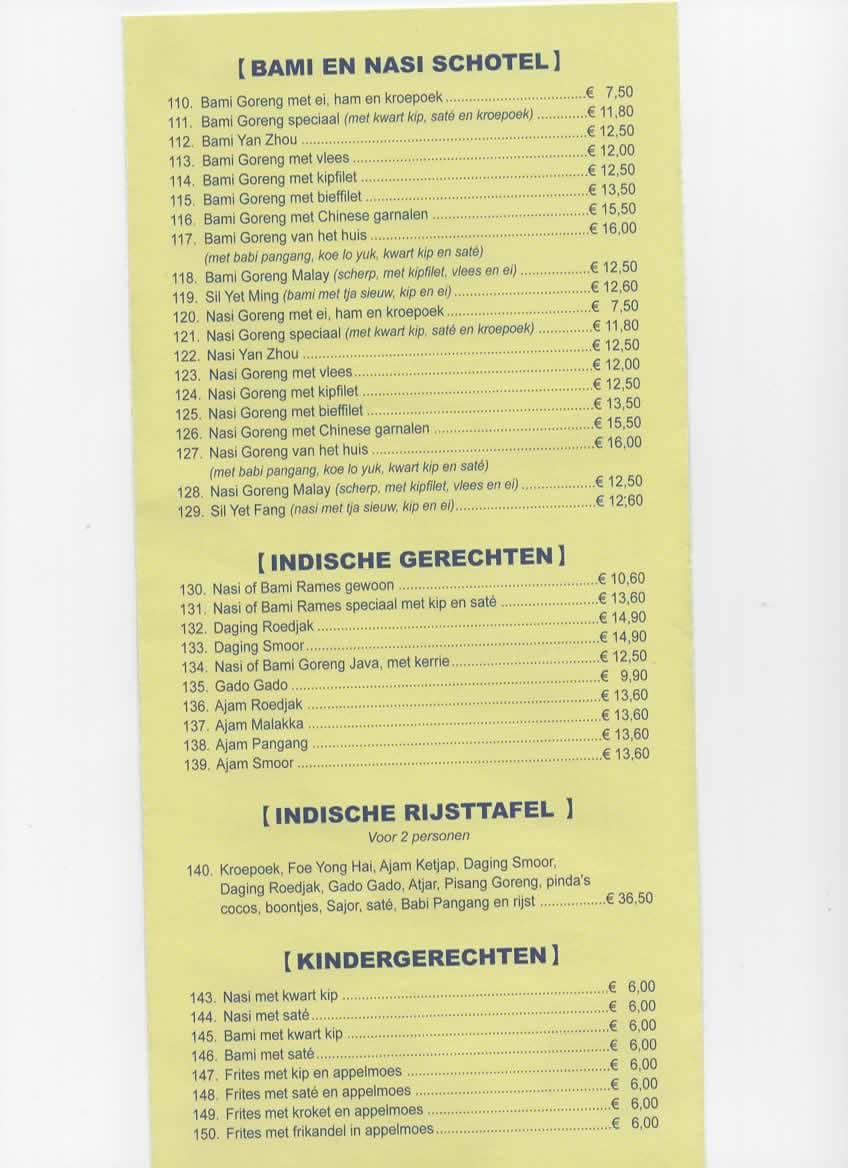 【BAMI EN NASI SCHOTEL】
110. Bami Goreng met ei, ham en kroepoek ........ € 7,50
111. Bami Goreng speciaal (met kwart kip, saté en kroepoek) ........ € 11,80
112. Bami Yan Zhou ........ € 12,50
113. Bami Goreng met vlees ........ € 12,00
114. Bami Goreng met kipfilet ........ € 12,50
115. Bami Goreng met bieffilet ........ € 13,50
116. Bami Goreng met Chinese garnalen ........ € 15,50
117. Bami Goreng van het huis ........ € 16,00
(met babi pangang, koe lo yuk, kwart kip en saté)
118. Bami Goreng Malay (scherp, met kipfilet, vlees en ei) ........ € 12,50
119. Sil Yet Ming (bami met tja sieuw, kip en ei) ........ € 12,60
120. Nasi Goreng met ei, ham en kroepoek ........ € 7,50
121. Nasi Goreng speciaal (met kwart kip, saté en kroepoek) ........ € 11,80
122. Nasi Yan Zhou ........ € 12,50
123. Nasi Goreng met vlees ........ € 12,00
124. Nasi Goreng met kipfilet ........ € 12,50
125. Nasi Goreng met bieffilet ........ € 13,50
126. Nasi Goreng met Chinese garnalen ........ € 15,50
127. Nasi Goreng van het huis ........ € 16,00
(met babi pangang, koe lo yuk, kwart kip en saté)
128. Nasi Goreng Malay (scherp, met kipfilet, vlees en ei) ........ € 12,50
129. Sil Yet Fang (nasi met tja sieuw, kip en ei) ........ € 12;60
【INDISCHE GERECHTEN】
130. Nasi of Bami Rames gewoon ........ € 10,60
131. Nasi of Bami Rames speciaal met kip en saté ........ € 13,60
132. Daging Roedjak ........ € 14,90
133. Daging Smoor ........ € 14,90
134. Nasi of Bami Goreng Java, met kerrie ........ € 12,50
135. Gado Gado ........ € 9,90
136. Ajam Roedjak ........ € 13,60
137. Ajam Malakka ........ € 13,60
138. Ajam Pangang ........ € 13,60
139. Ajam Smoor ........ € 13,60
【INDISCHE RIJSTTAFEL 】
Voor 2 personen
140. Kroepoek, Foe Yong Hai, Ajam Ketjap, Daging Smoor,
Daging Roedjak, Gado Gado, Atjar, Pisang Goreng, pinda's
cocos, boontjes, Sajor, saté, Babi Pangang en rijst ........ € 36,50
【KINDERGERECHTEN】
143. Nasi met kwart kip ........ € 6,00
144. Nasi met saté ........ € 6,00
145. Bami met kwart kip ........ € 6,00
146. Bami met saté ........ € 6,00
147. Frites met kip en appelmoes ........ € 6,00
148. Frites met saté en appelmoes ........ € 6,00
149. Frites met kroket en appelmoes ........ € 6,00
150. Frites met frikandel in appelmoes ........ € 6,00